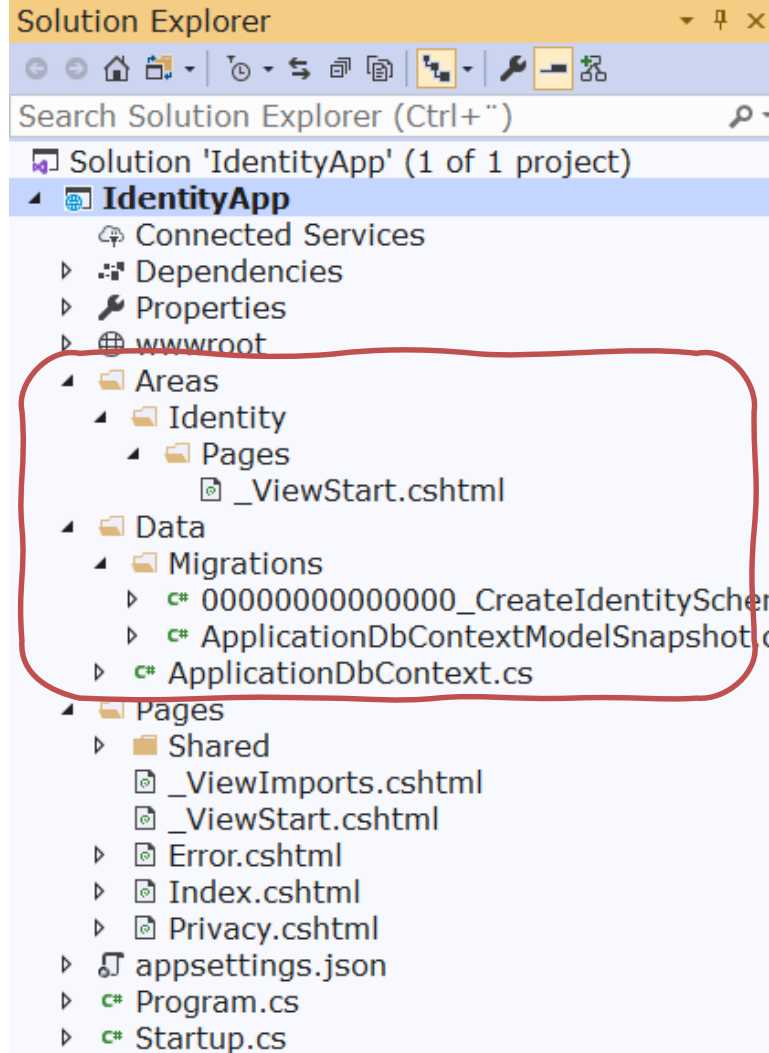 Solution Explorer
Search Solution Explorer (Ctrl+¨)
Solution 'IdentityApp' (1 of 1 project)
IdentityApp
Connected Services
Dependencies
Properties
wwwroot
Areas
Identity
Pages
_ViewStart.cshtml
Data
Migrations
C# 00000000000000_CreateIdentitySchem
C# ApplicationDbContextModelSnapshot.c
C# ApplicationDbContext.cs
Pages
Shared
_ViewImports.cshtml
_ViewStart.cshtml
Error.cshtml
Index.cshtml
Privacy.cshtml
appsettings.json
C# Program.cs
C# Startup.cs